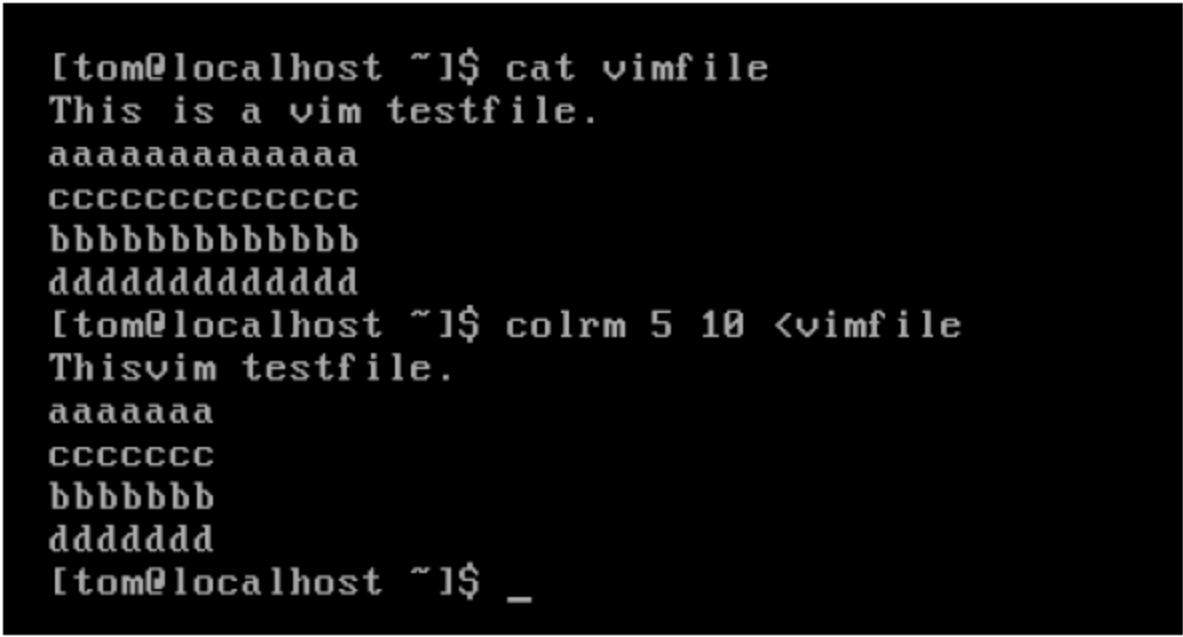 [tom@localhost ~]$ cat vimfile
This is a vim testfile.
aaaaaaaaaaaaa
ccccccccccccc
bbbbbbbbbbbbb
ddddddddddddd
[tom@localhost ~]$ colrm 5 10 <vimfile
Thisvim testfile.
aaaaaaa
ccccccc
bbbbbbb
ddddddd
[tom@localhost ~]$ _